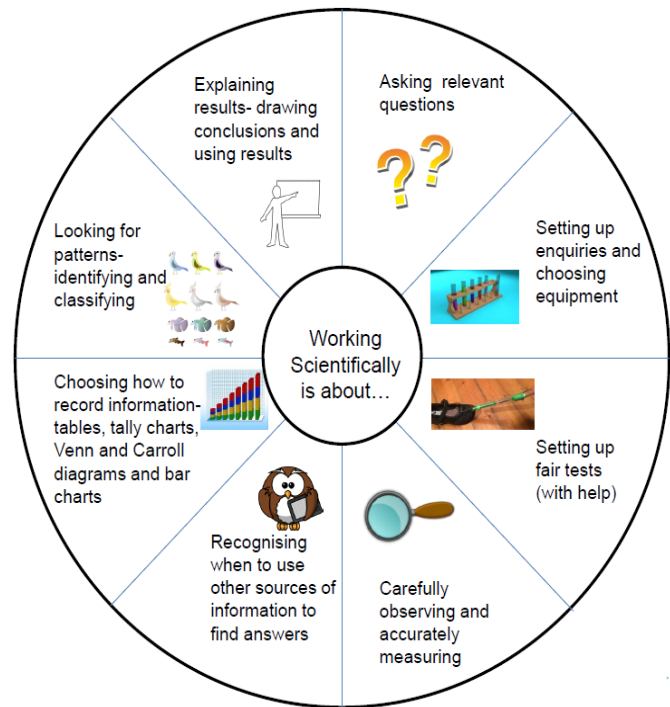 Working
Scientifically
is about…
Asking relevant
questions
Setting up
enquiries and
choosing
equipment
Setting up
fair tests
(with help)
Carefully
observing and
accurately
measuring
Recognising
when to use
other sources of
information to
find answers
Choosing how to
record information-
tables, tally charts,
Venn and Carroll
diagrams and bar
charts
Looking for
patterns-
identifying and
classifying
Explaining
results- drawing
conclusions and
using results